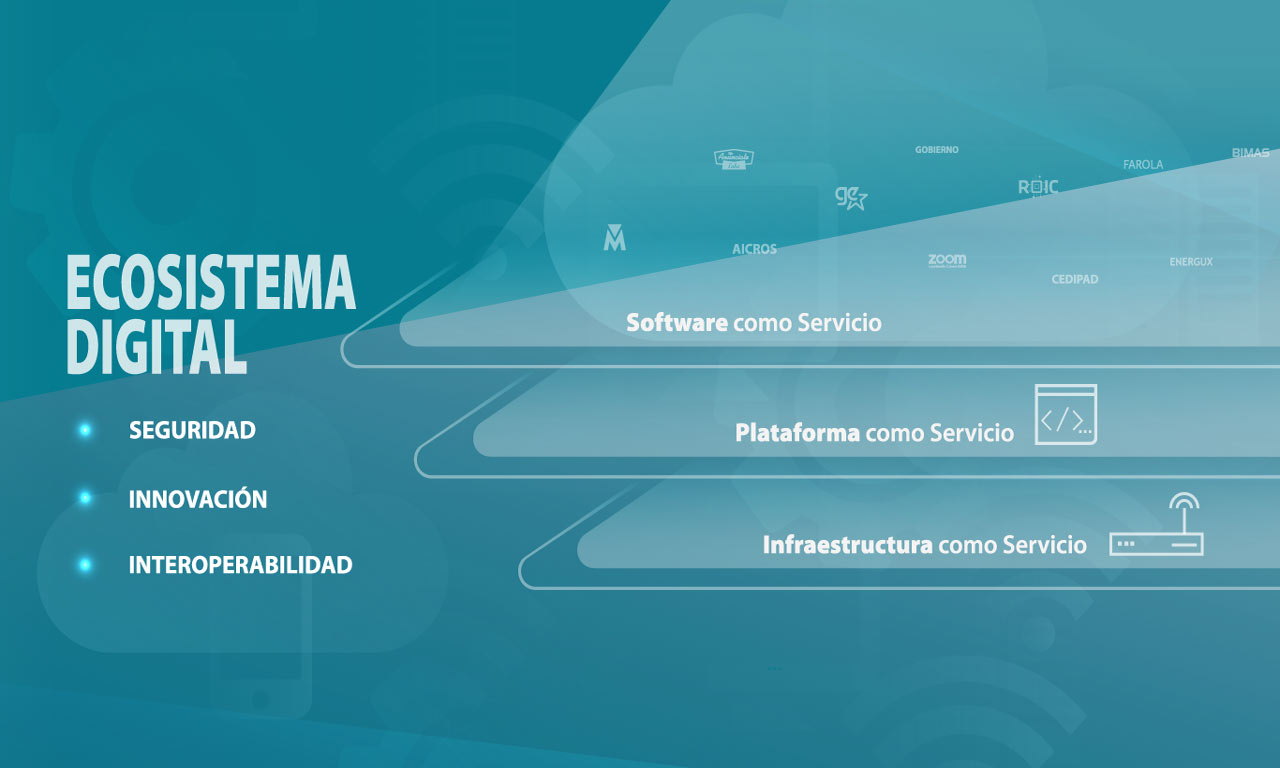 ECOSISTEMA
DIGITAL
SEGURIDAD
INNOVACIÓN
INTEROPERABILIDAD
GOBIERNO
BIMAS
FAROLA
ge
AICROS
ZOOM
ENERGUX
CEDIPAD
Software como Servicio
Plataforma como Servicio
</>...
Infraestructura como Servicio